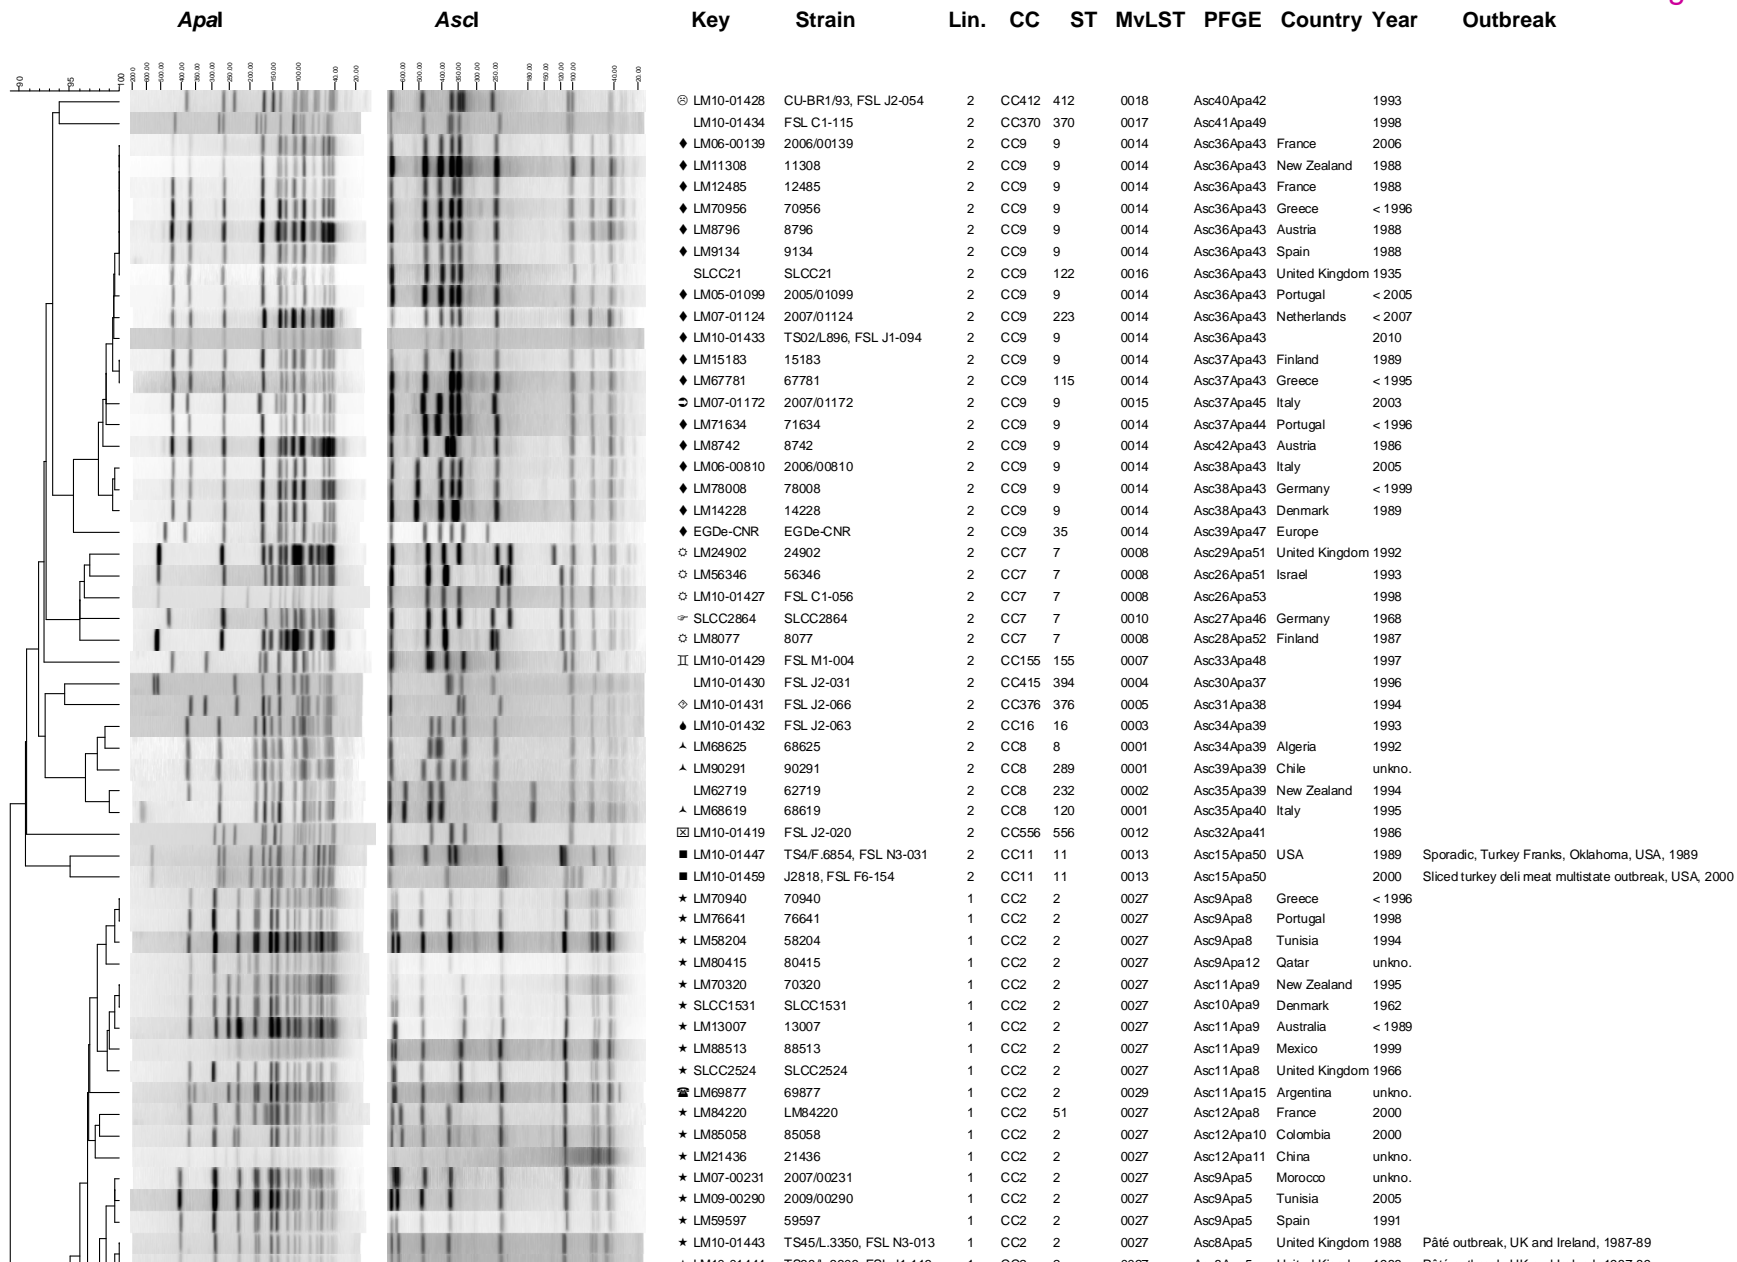 ApaI AscI Key Strain Lin. CC ST MvLST PFGE Country Year Outbreak
LM10-01428 CU-BR1/93, FSL J2-054 2 CC412 412 0018 Asc40Apa42 1993
LM10-01434 FSL C1-115 2 CC370 370 0017 Asc41Apa49 1998
LM06-00139 2006/00139 2 CC9 9 0014 Asc36Apa43 France 2006
LM11308 11308 2 CC9 9 0014 Asc36Apa43 New Zealand 1988
LM12485 12485 2 CC9 9 0014 Asc36Apa43 France 1988
LM70956 70956 2 CC9 9 0014 Asc36Apa43 Greece < 1996
LM8796 8796 2 CC9 9 0014 Asc36Apa43 Austria 1988
LM9134 9134 2 CC9 9 0014 Asc36Apa43 Spain 1988
SLCC21 SLCC21 2 CC9 122 0016 Asc36Apa43 United Kingdom 1935
LM05-01099 2005/01099 2 CC9 9 0014 Asc36Apa43 Portugal < 2005
LM07-01124 2007/01124 2 CC9 223 0014 Asc36Apa43 Netherlands < 2007
LM10-01433 TS02/L896, FSL J1-094 2 CC9 9 0014 Asc36Apa43 2010
LM15183 15183 2 CC9 9 0014 Asc37Apa43 Finland 1989
LM67781 67781 2 CC9 115 0014 Asc37Apa43 Greece < 1995
LM07-01172 2007/01172 2 CC9 9 0015 Asc37Apa45 Italy 2003
LM71634 71634 2 CC9 9 0014 Asc37Apa44 Portugal < 1996
LM8742 8742 2 CC9 9 0014 Asc42Apa43 Austria 1986
LM06-00810 2006/00810 2 CC9 9 0014 Asc38Apa43 Italy 2005
LM78008 78008 2 CC9 9 0014 Asc38Apa43 Germany < 1999
LM14228 14228 2 CC9 9 0014 Asc38Apa43 Denmark 1989
EGDe-CNR EGDe-CNR 2 CC9 35 0014 Asc39Apa47 Europe
LM24902 24902 2 CC7 7 0008 Asc29Apa51 United Kingdom 1992
LM56346 56346 2 CC7 7 0008 Asc26Apa51 Israel 1993
LM10-01427 FSL C1-056 2 CC7 7 0008 Asc26Apa53 1998
SLCC2864 SLCC2864 2 CC7 7 0010 Asc27Apa46 Germany 1968
LM8077 8077 2 CC7 7 0008 Asc28Apa52 Finland 1987
LM10-01429 FSL M1-004 2 CC155 155 0007 Asc33Apa48 1997
LM10-01430 FSL J2-031 2 CC415 394 0004 Asc30Apa37 1996
LM10-01431 FSL J2-066 2 CC376 376 0005 Asc31Apa38 1994
LM10-01432 FSL J2-063 2 CC16 16 0003 Asc34Apa39 1993
LM68625 68625 2 CC8 8 0001 Asc34Apa39 Algeria 1992
LM90291 90291 2 CC8 289 0001 Asc39Apa39 Chile unkno.
LM62719 62719 2 CC8 232 0002 Asc35Apa39 New Zealand 1994
LM68619 68619 2 CC8 120 0001 Asc35Apa40 Italy 1995
LM10-01419 FSL J2-020 2 CC556 556 0012 Asc32Apa41 1986
LM10-01447 TS4/F.6854, FSL N3-031 2 CC11 11 0013 Asc15Apa50 USA 1989 Sporadic, Turkey Franks, Oklahoma, USA, 1989
LM10-01459 J2818, FSL F6-154 2 CC11 11 0013 Asc15Apa50 2000 Sliced turkey deli meat multistate outbreak, USA, 2000
LM70940 70940 1 CC2 2 0027 Asc9Apa8 Greece < 1996
LM76641 76641 1 CC2 2 0027 Asc9Apa8 Portugal 1998
LM58204 58204 1 CC2 2 0027 Asc9Apa8 Tunisia 1994
LM80415 80415 1 CC2 2 0027 Asc9Apa12 Qatar unkno.
LM70320 70320 1 CC2 2 0027 Asc11Apa9 New Zealand 1995
SLCC1531 SLCC1531 1 CC2 2 0027 Asc10Apa9 Denmark 1962
LM13007 13007 1 CC2 2 0027 Asc11Apa9 Australia < 1989
LM88513 88513 1 CC2 2 0027 Asc11Apa9 Mexico 1999
SLCC2524 SLCC2524 1 CC2 2 0027 Asc11Apa8 United Kingdom 1966
LM69877 69877 1 CC2 2 0029 Asc11Apa15 Argentina unkno.
LM84220 LM84220 1 CC2 51 0027 Asc12Apa8 France 2000
LM85058 85058 1 CC2 2 0027 Asc12Apa10 Colombia 2000
LM21436 21436 1 CC2 2 0027 Asc12Apa11 China unkno.
LM07-00231 2007/00231 1 CC2 2 0027 Asc9Apa5 Morocco unkno.
LM09-00290 2009/00290 1 CC2 2 0027 Asc9Apa5 Tunisia 2005
LM59597 59597 1 CC2 2 0027 Asc9Apa5 Spain 1991
LM10-01443 TS45/L.3350, FSL N3-013 1 CC2 2 0027 Asc8Apa5 United Kingdom 1988 Pâté outbreak, UK and Ireland, 1987-89